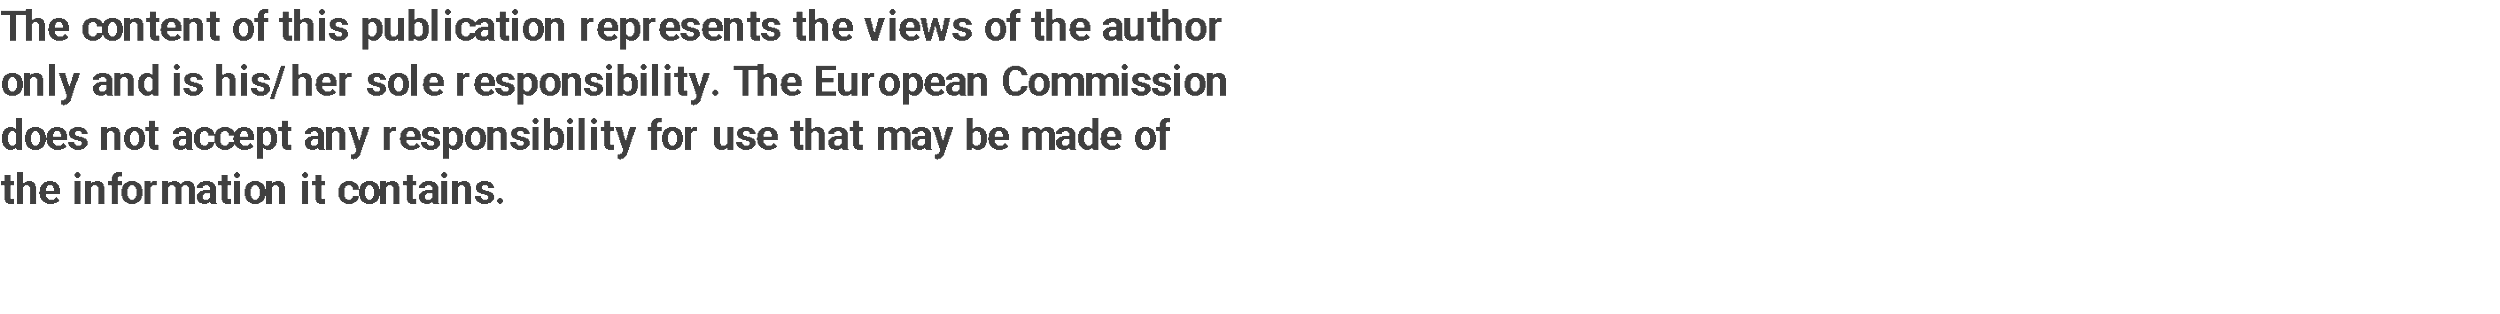 The content of this publication represents the views of the author
only and is his/her sole responsibility. The European Commission
does not accept any responsibility for use that may be made of
the information it contains.